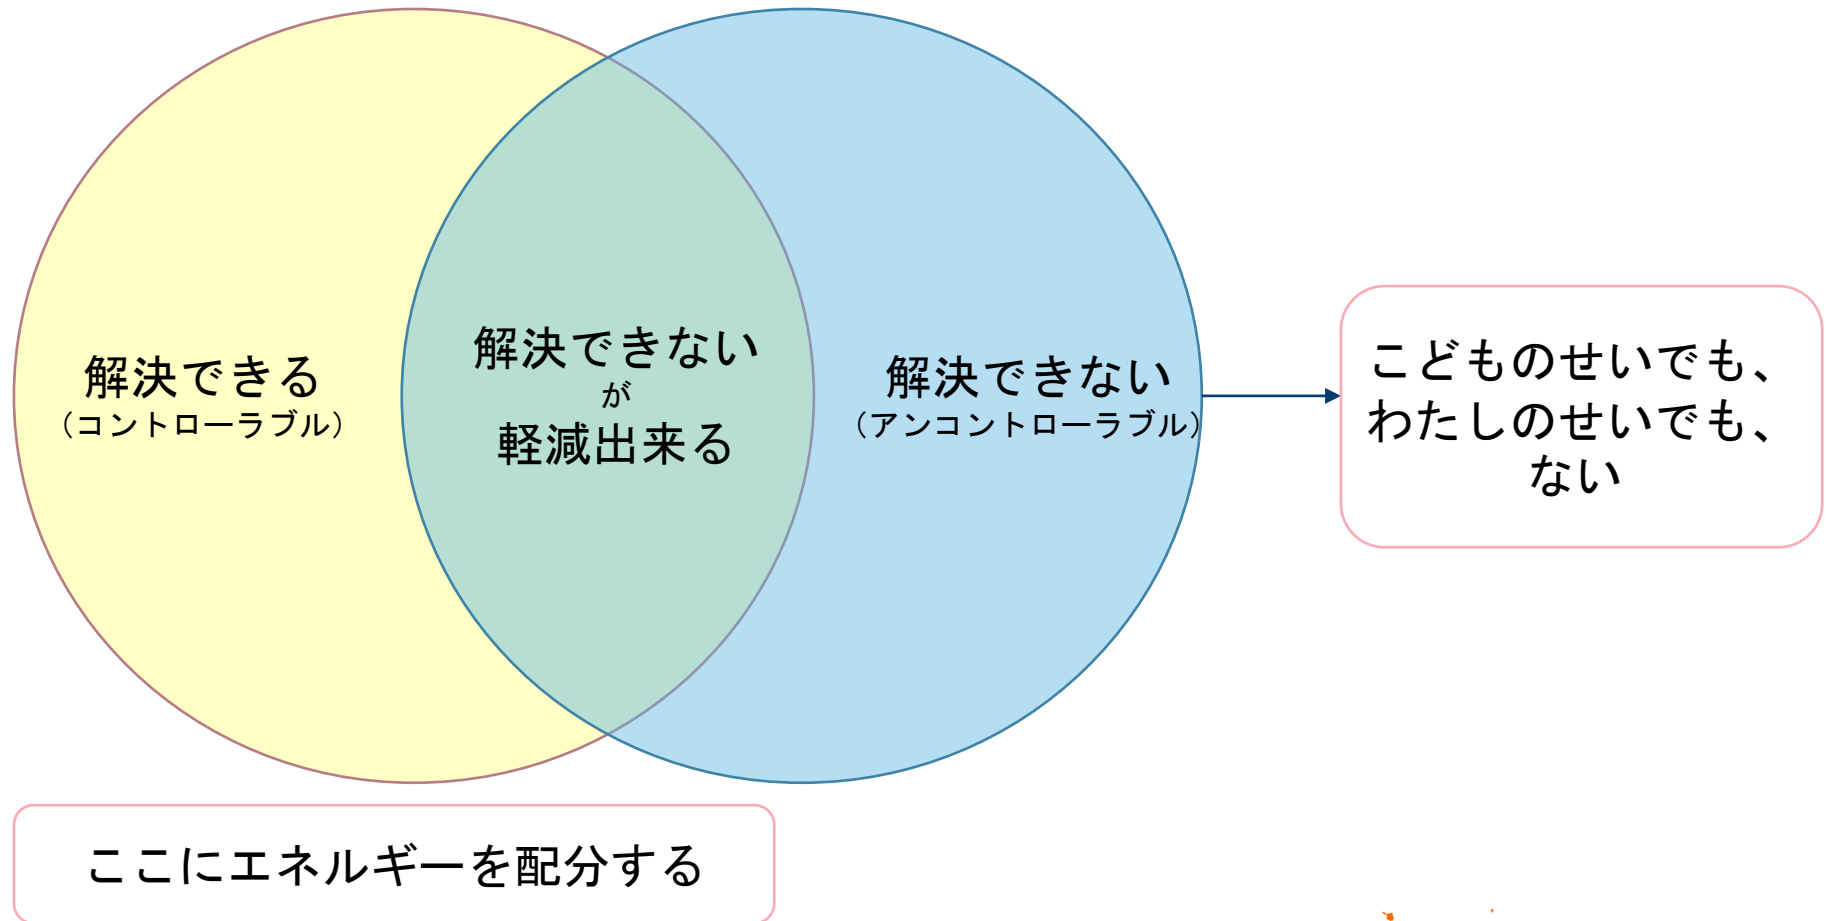 解決できる
（コントローラブル）
解決できない
が
軽減出来る
解決できない
（アンコントローラブル）
こどものせいでも、
わたしのせいでも、
ない
ここにエネルギーを配分する